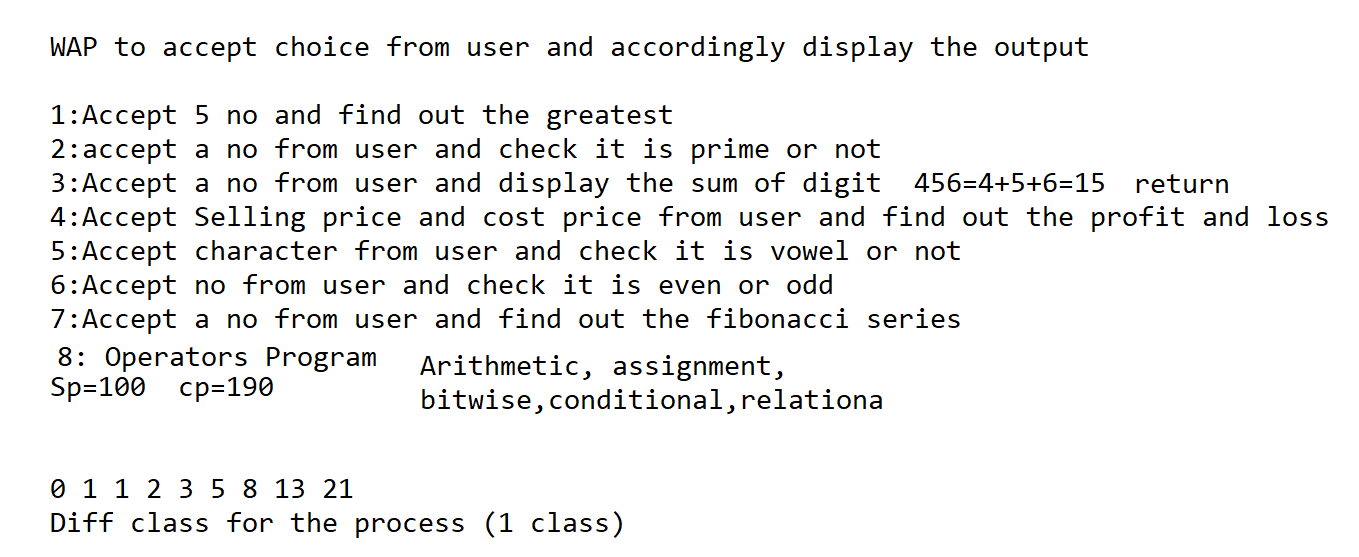 WAP to accept choice from user and accordingly display the output
1:Accept 5 no and find out the greatest
2:accept a no from user and check it is prime or not
3:Accept a no from user and display the sum of digit  456=4+5+6=15  return
4:Accept Selling price and cost price from user and find out the profit and loss
5:Accept character from user and check it is vowel or not
6:Accept no from user and check it is even or odd
7:Accept a no from user and find out the fibonacci series
8: Operators Program
Arithmetic, assignment,
Sp=100  cp=190
bitwise,conditional,relationa
0 1 1 2 3 5 8 13 21
Diff class for the process (1 class)